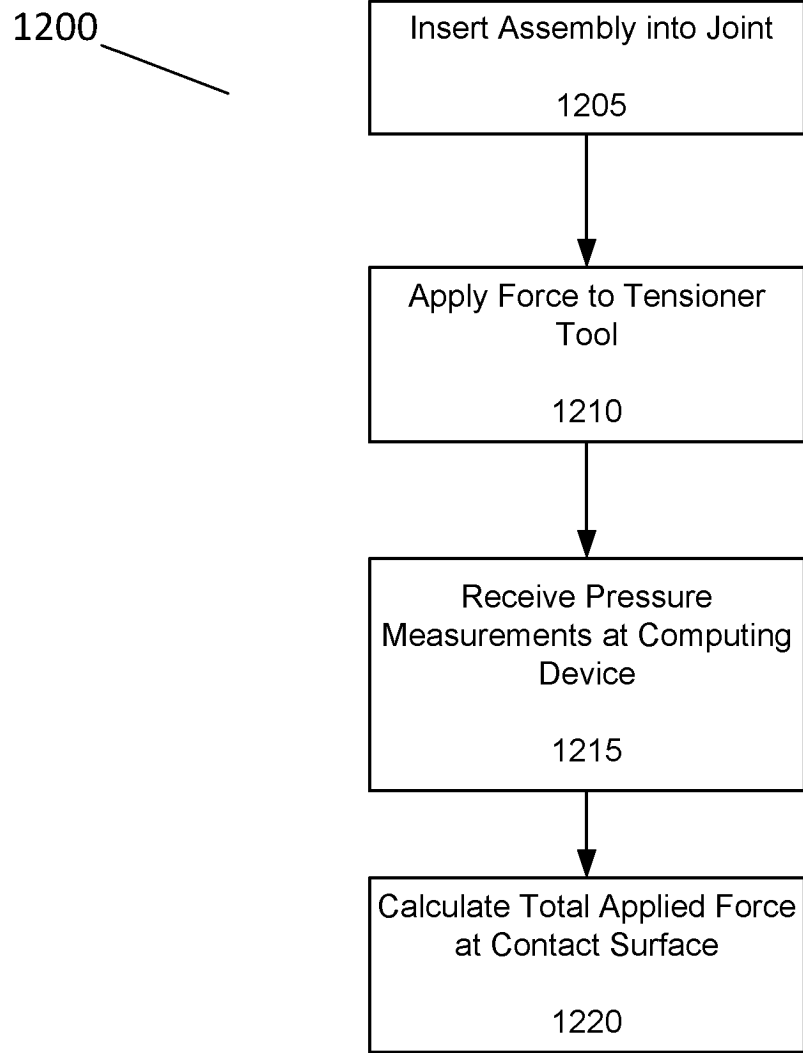 1200
Insert Assembly into Joint
1205
Apply Force to Tensioner
Tool
1210
Receive Pressure
Measurements at Computing
Device
1215
Calculate Total Applied Force
at Contact Surface
1220